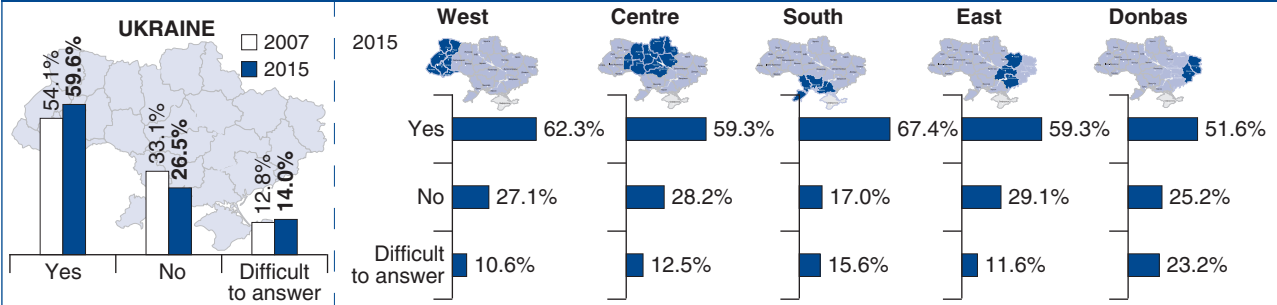 UKRAINE
2007
2015
54.1%
59.6%
33.1%
26.5%
12.8%
14.0%
Yes
No
Difficult
to answer
2015
West
Centre
South
East
Donbas
Yes
62.3%
59.3%
67.4%
59.3%
51.6%
No
27.1%
28.2%
17.0%
29.1%
25.2%
Difficult
to answer
10.6%
12.5%
15.6%
11.6%
23.2%